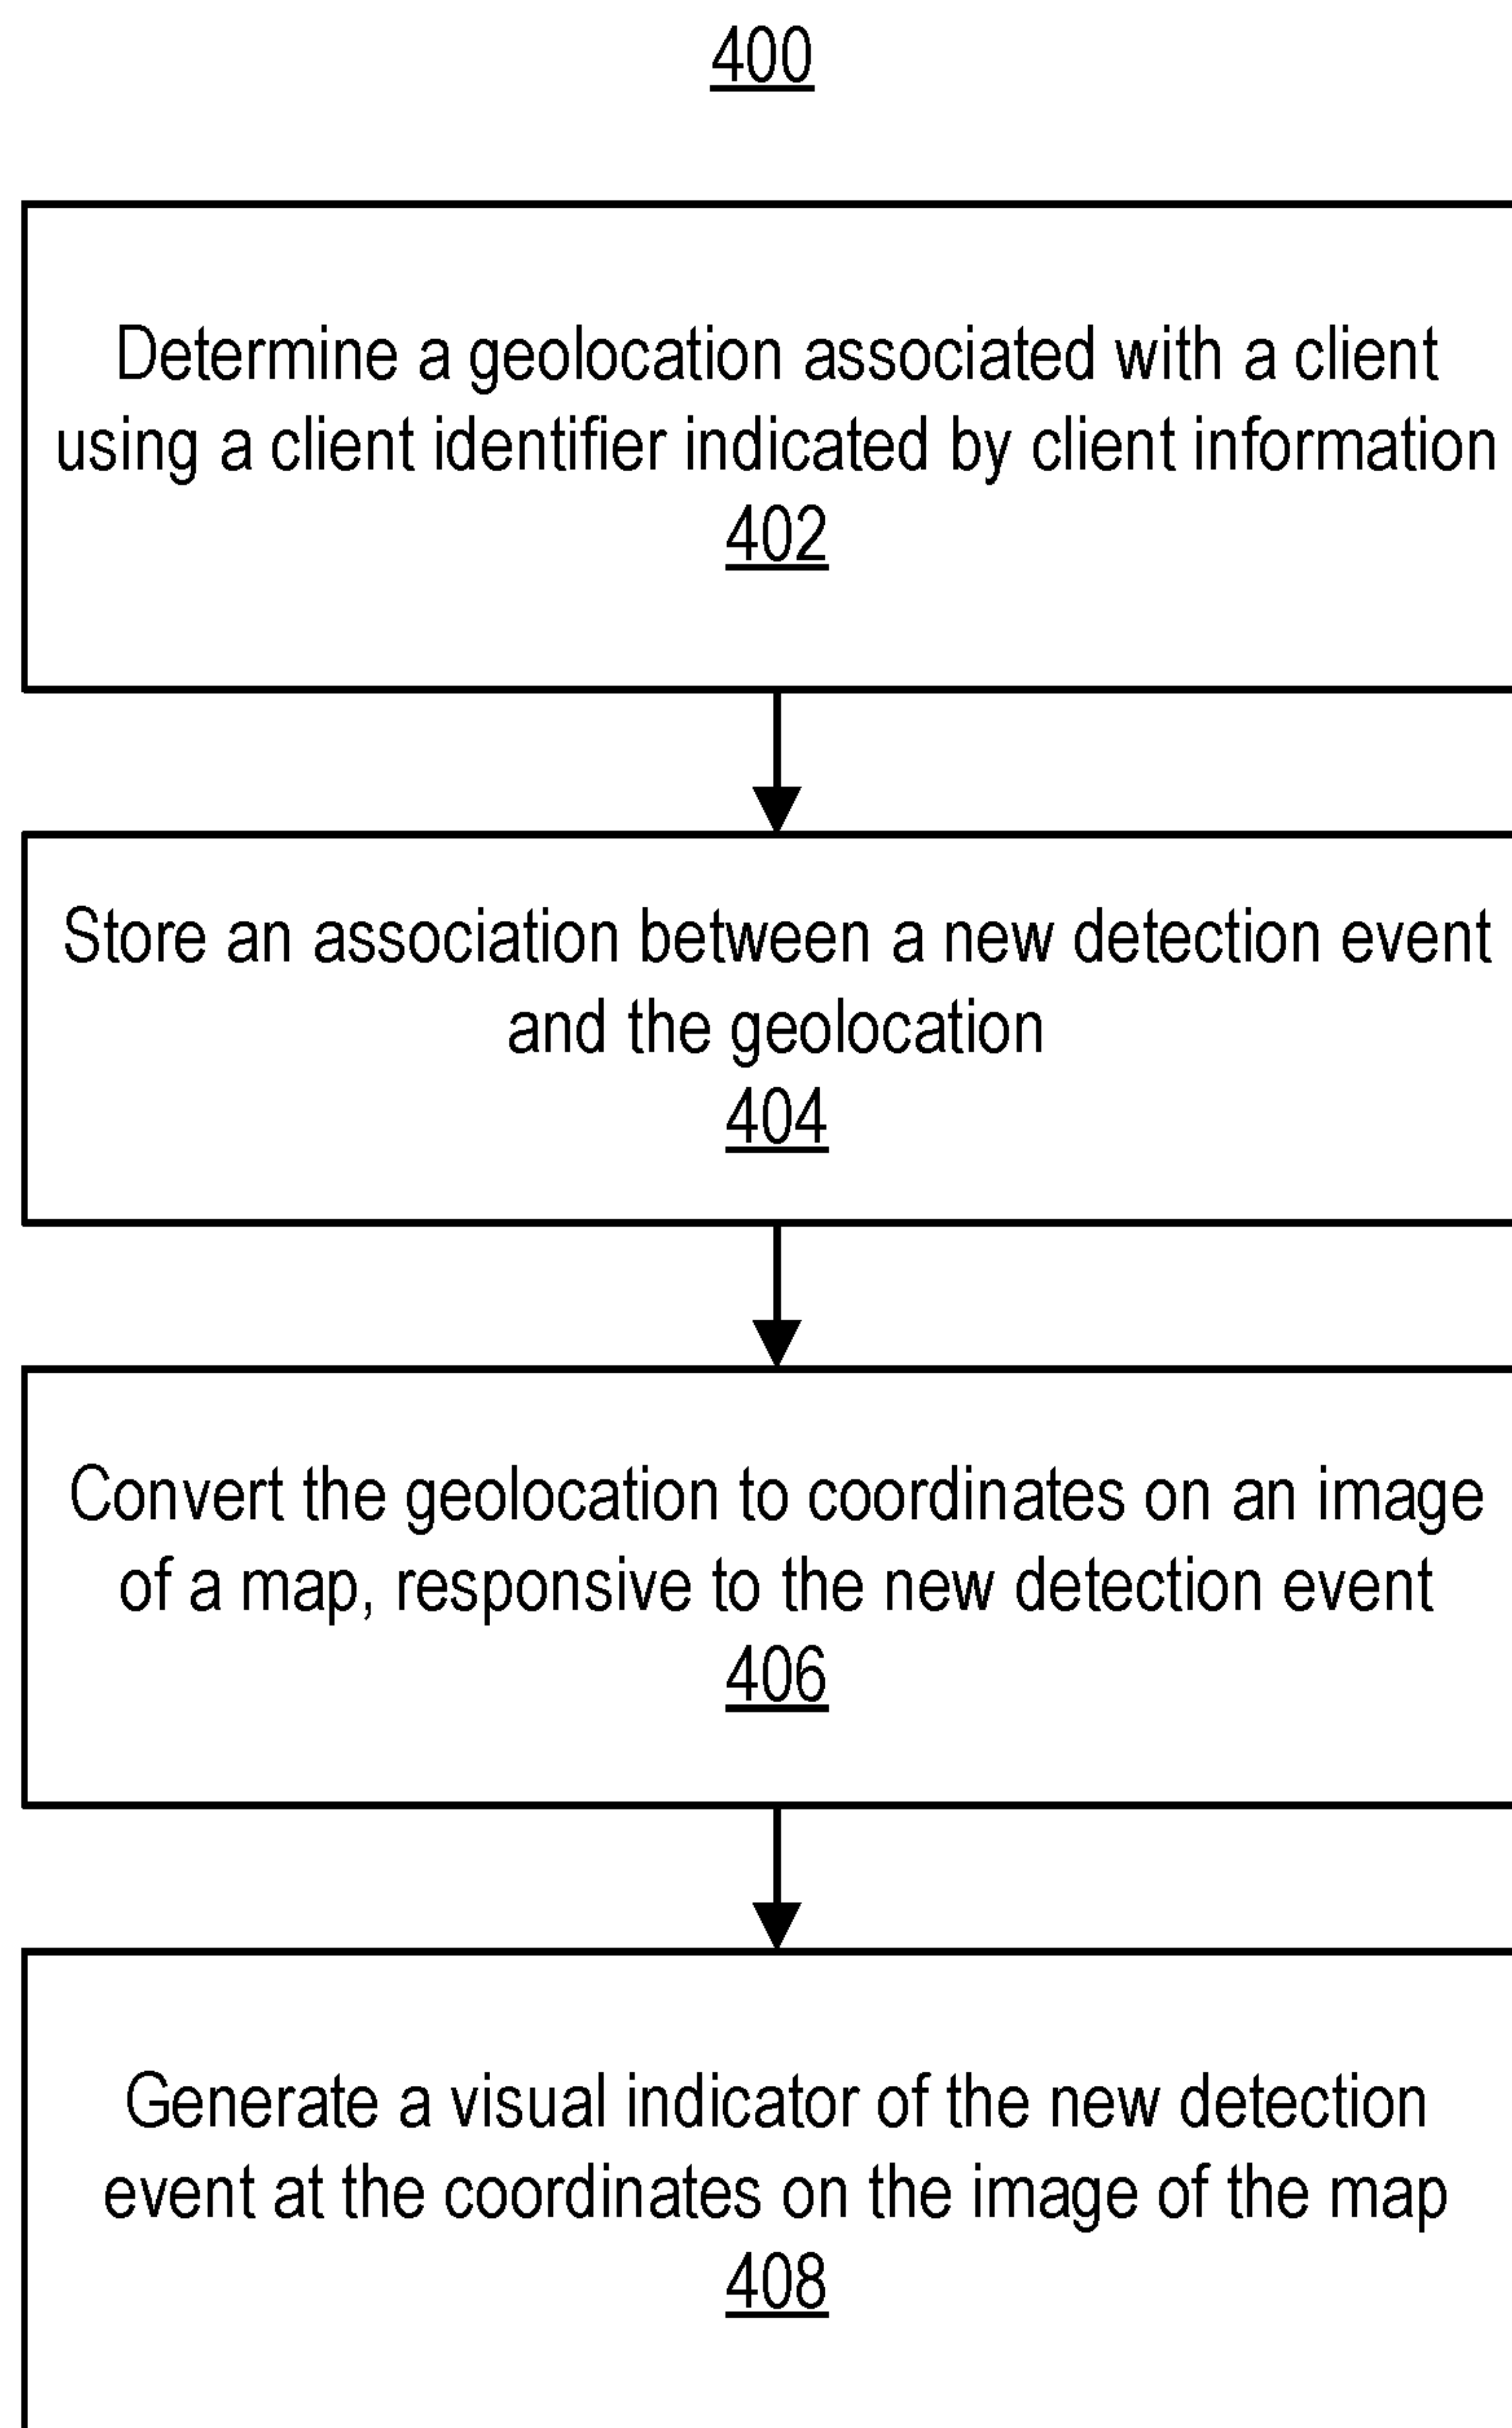 400
Determine a geolocation associated with a client
using a client identifier indicated by client information
402
Store an association between a new detection event
and the geolocation
404
Convert the geolocation to coordinates on an image
of a map, responsive to the new detection event
406
Generate a visual indicator of the new detection
event at the coordinates on the image of the map
408